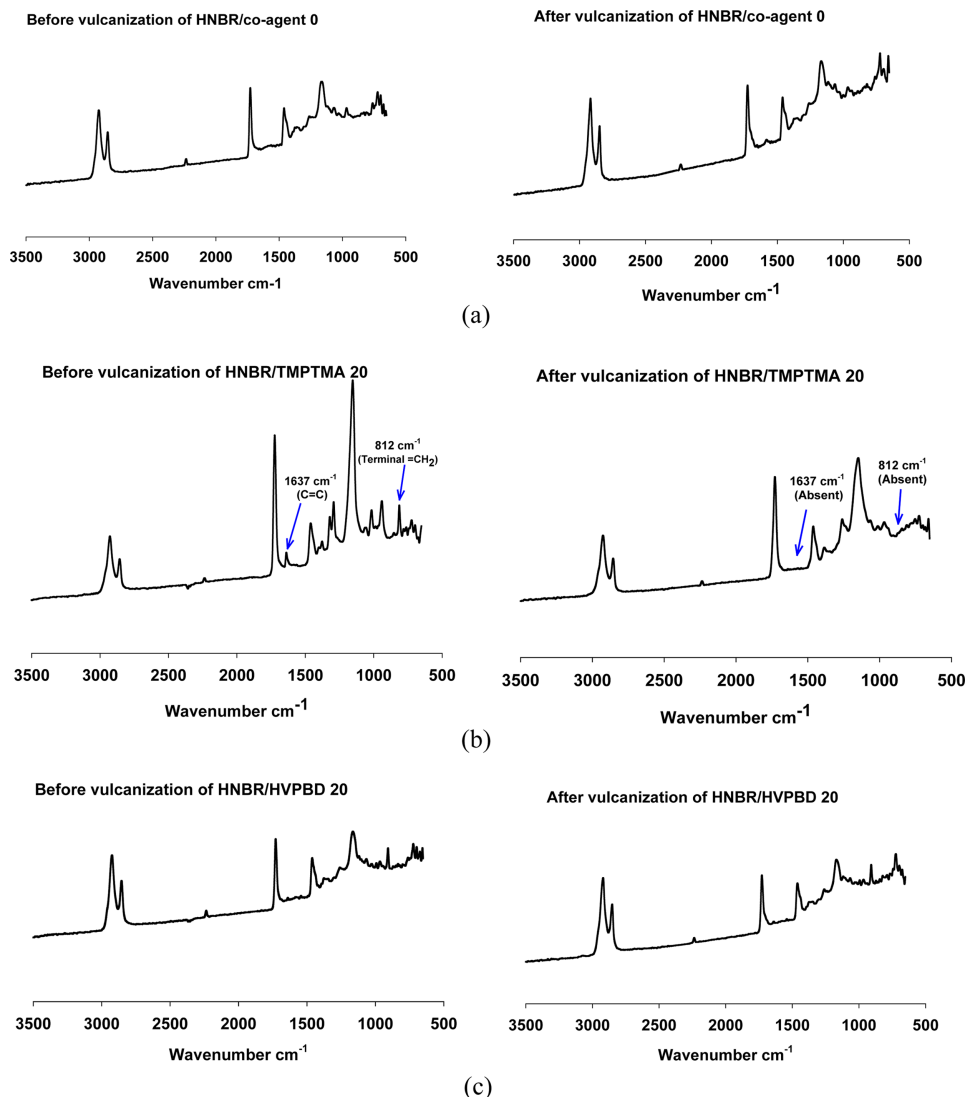 Before vulcanization of HNBR/co-agent 0
After vulcanization of HNBR/co-agent 0
3500 3000 2500 2000 1500 1000 500
Wavenumber cm-1
3500 3000 2500 2000 1500 1000 500
Wavenumber cm-1
(a)
Before vulcanization of HNBR/TMPTMA 20
812 cm-1
(Terminal =CH2)
1637 cm-1
(C=C)
3500 3000 2500 2000 1500 1000 500
Wavenumber cm-1
After vulcanization of HNBR/TMPTMA 20
812 cm-1
(Absent)
1637 cm-1
(Absent)
3500 3000 2500 2000 1500 1000 500
Wavenumber cm-1
(b)
Before vulcanization of HNBR/HVPBD 20
3500 3000 2500 2000 1500 1000 500
Wavenumber cm-1
After vulcanization of HNBR/HVPBD 20
3500 3000 2500 2000 1500 1000 500
Wavenumber cm-1
(c)